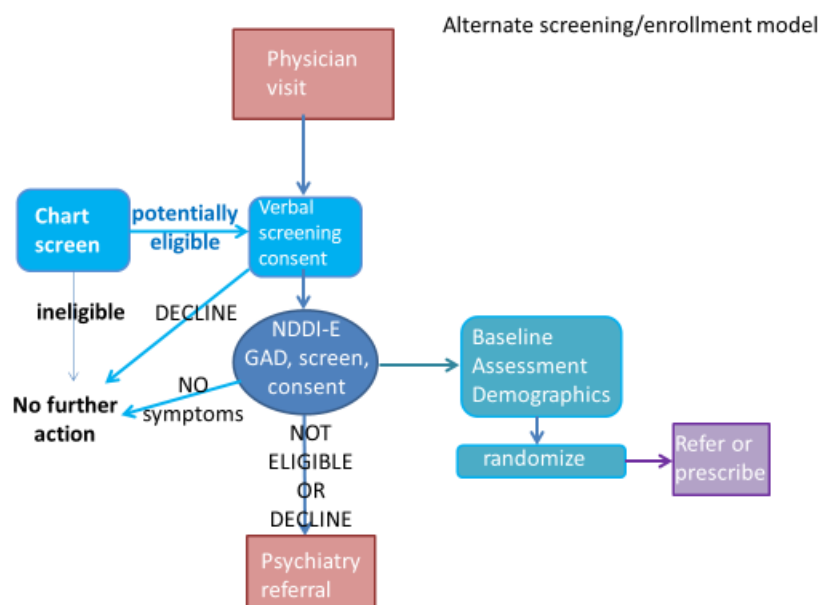 Alternate screening/enrollment model
Physician
visit
Chart
screen
potentially
eligible
Verbal
screening
consent
ineligible
DECLINE
NDDI-E
GAD, screen,
consent
Baseline
Assessment
Demographics
No further
action
NO
symptoms
NOT
ELIGIBLE
OR
DECLINE
randomize
Refer or
prescribe
Psychiatry
referral